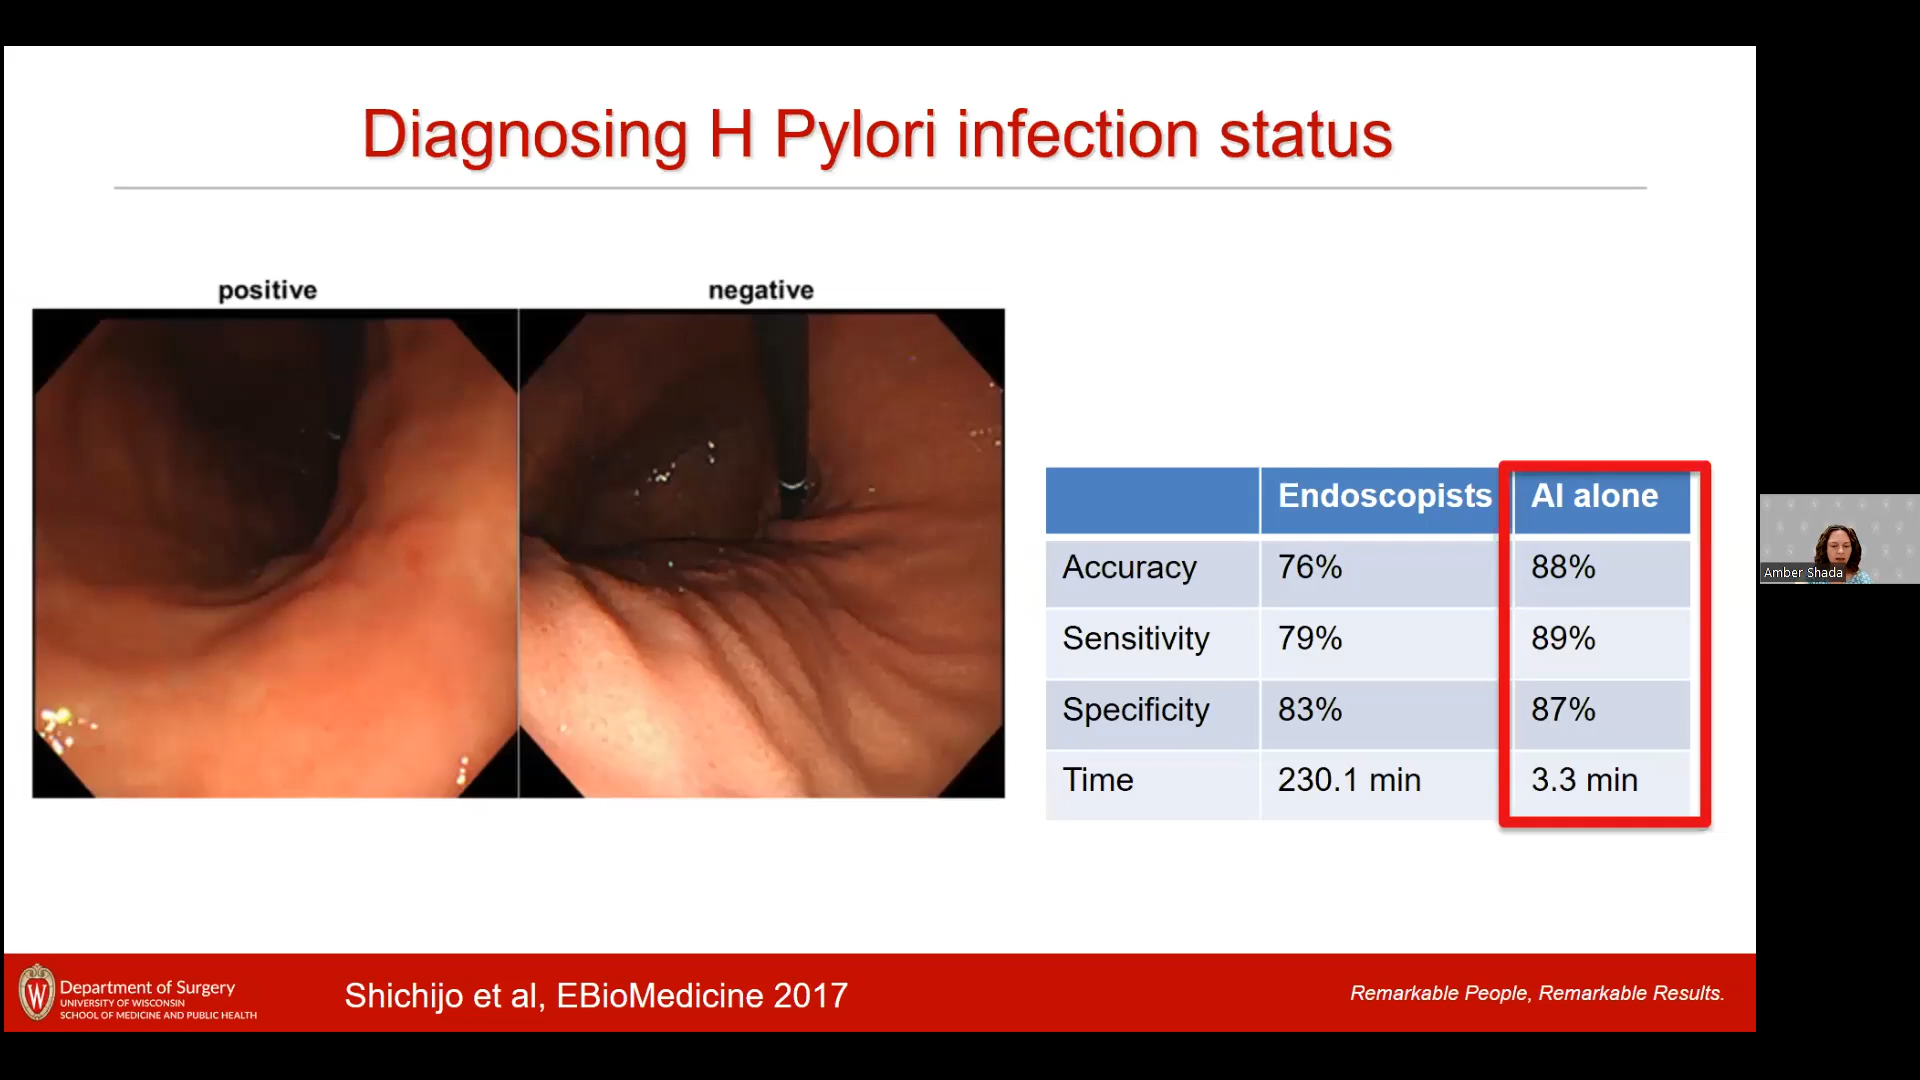 Diagnosing H Pylori infection status
positive
negative
Endoscopists
AI alone
Accuracy
76%
88%
Sensitivity
79%
89%
Specificity
83%
87%
Time
230.1 min
3.3 min
Amber Shada
W
Department of Surgery
UNIVERSITY OF WISCONSIN
SCHOOL OF MEDICINE AND PUBLIC HEALTH
Shichijo et al, EBioMedicine 2017
Remarkable People, Remarkable Results.